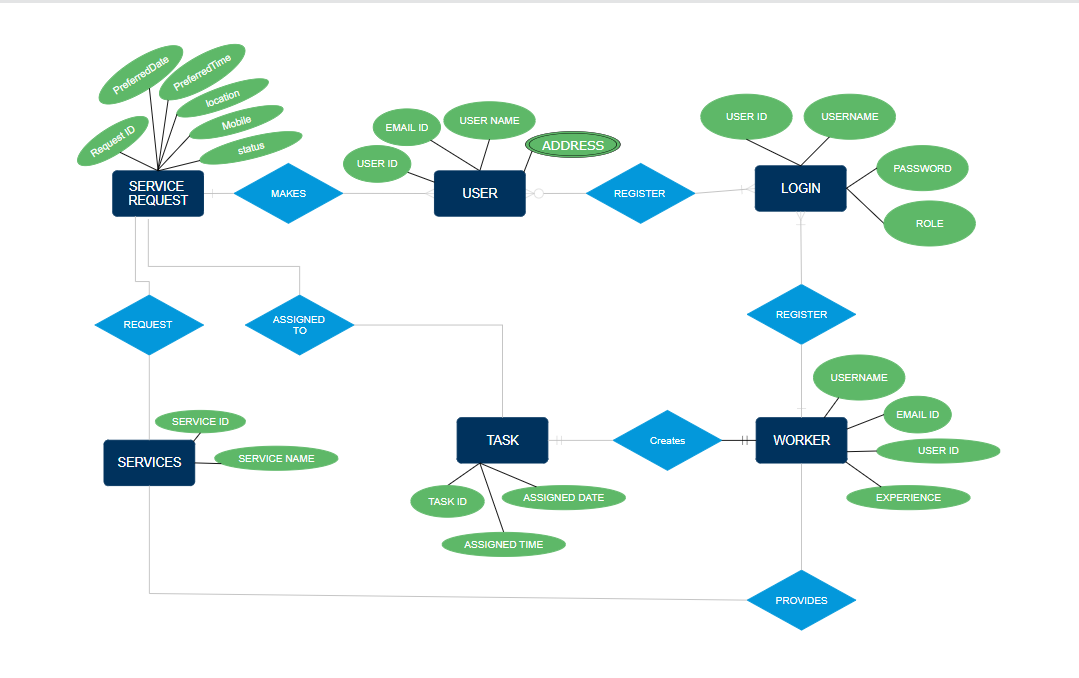 PreferredDate
PreferredTime
location
Mobile
status
Request ID
SERVICE
REQUEST
MAKES
EMAIL ID
USER NAME
USER ID
ADDRESS
USER
REGISTER
USER ID
USERNAME
PASSWORD
ROLE
LOGIN
REQUEST
ASSIGNED
TO
REGISTER
USERNAME
EMAIL ID
USER ID
EXPERIENCE
WORKER
Creates
TASK
TASK ID
ASSIGNED DATE
ASSIGNED TIME
SERVICE ID
SERVICE NAME
SERVICES
PROVIDES